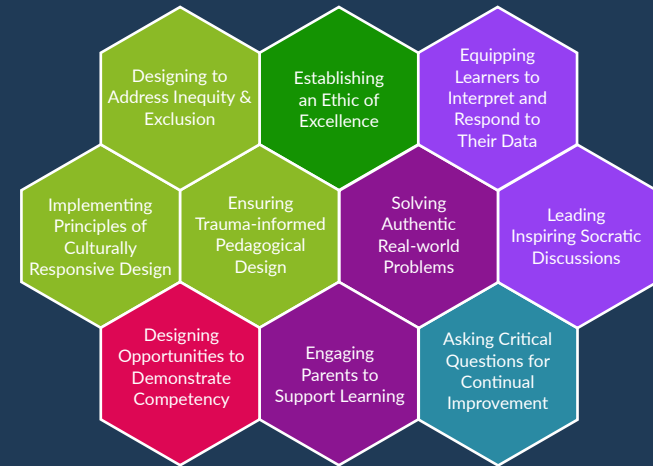 Designing to
Address Inequity &
Exclusion
Establishing
an Ethic of
Excellence
Equipping
Learners to
Interpret and
Respond to
Their Data
Implementing
Principles of
Culturally
Responsive Design
Ensuring
Trauma-informed
Pedagogical
Design
Solving
Authentic
Real-world
Problems
Leading
Inspiring Socratic
Discussions
Designing
Opportunities to
Demonstrate
Competency
Engaging
Parents to
Support Learning
Asking Critical
Questions for
Continual
Improvement